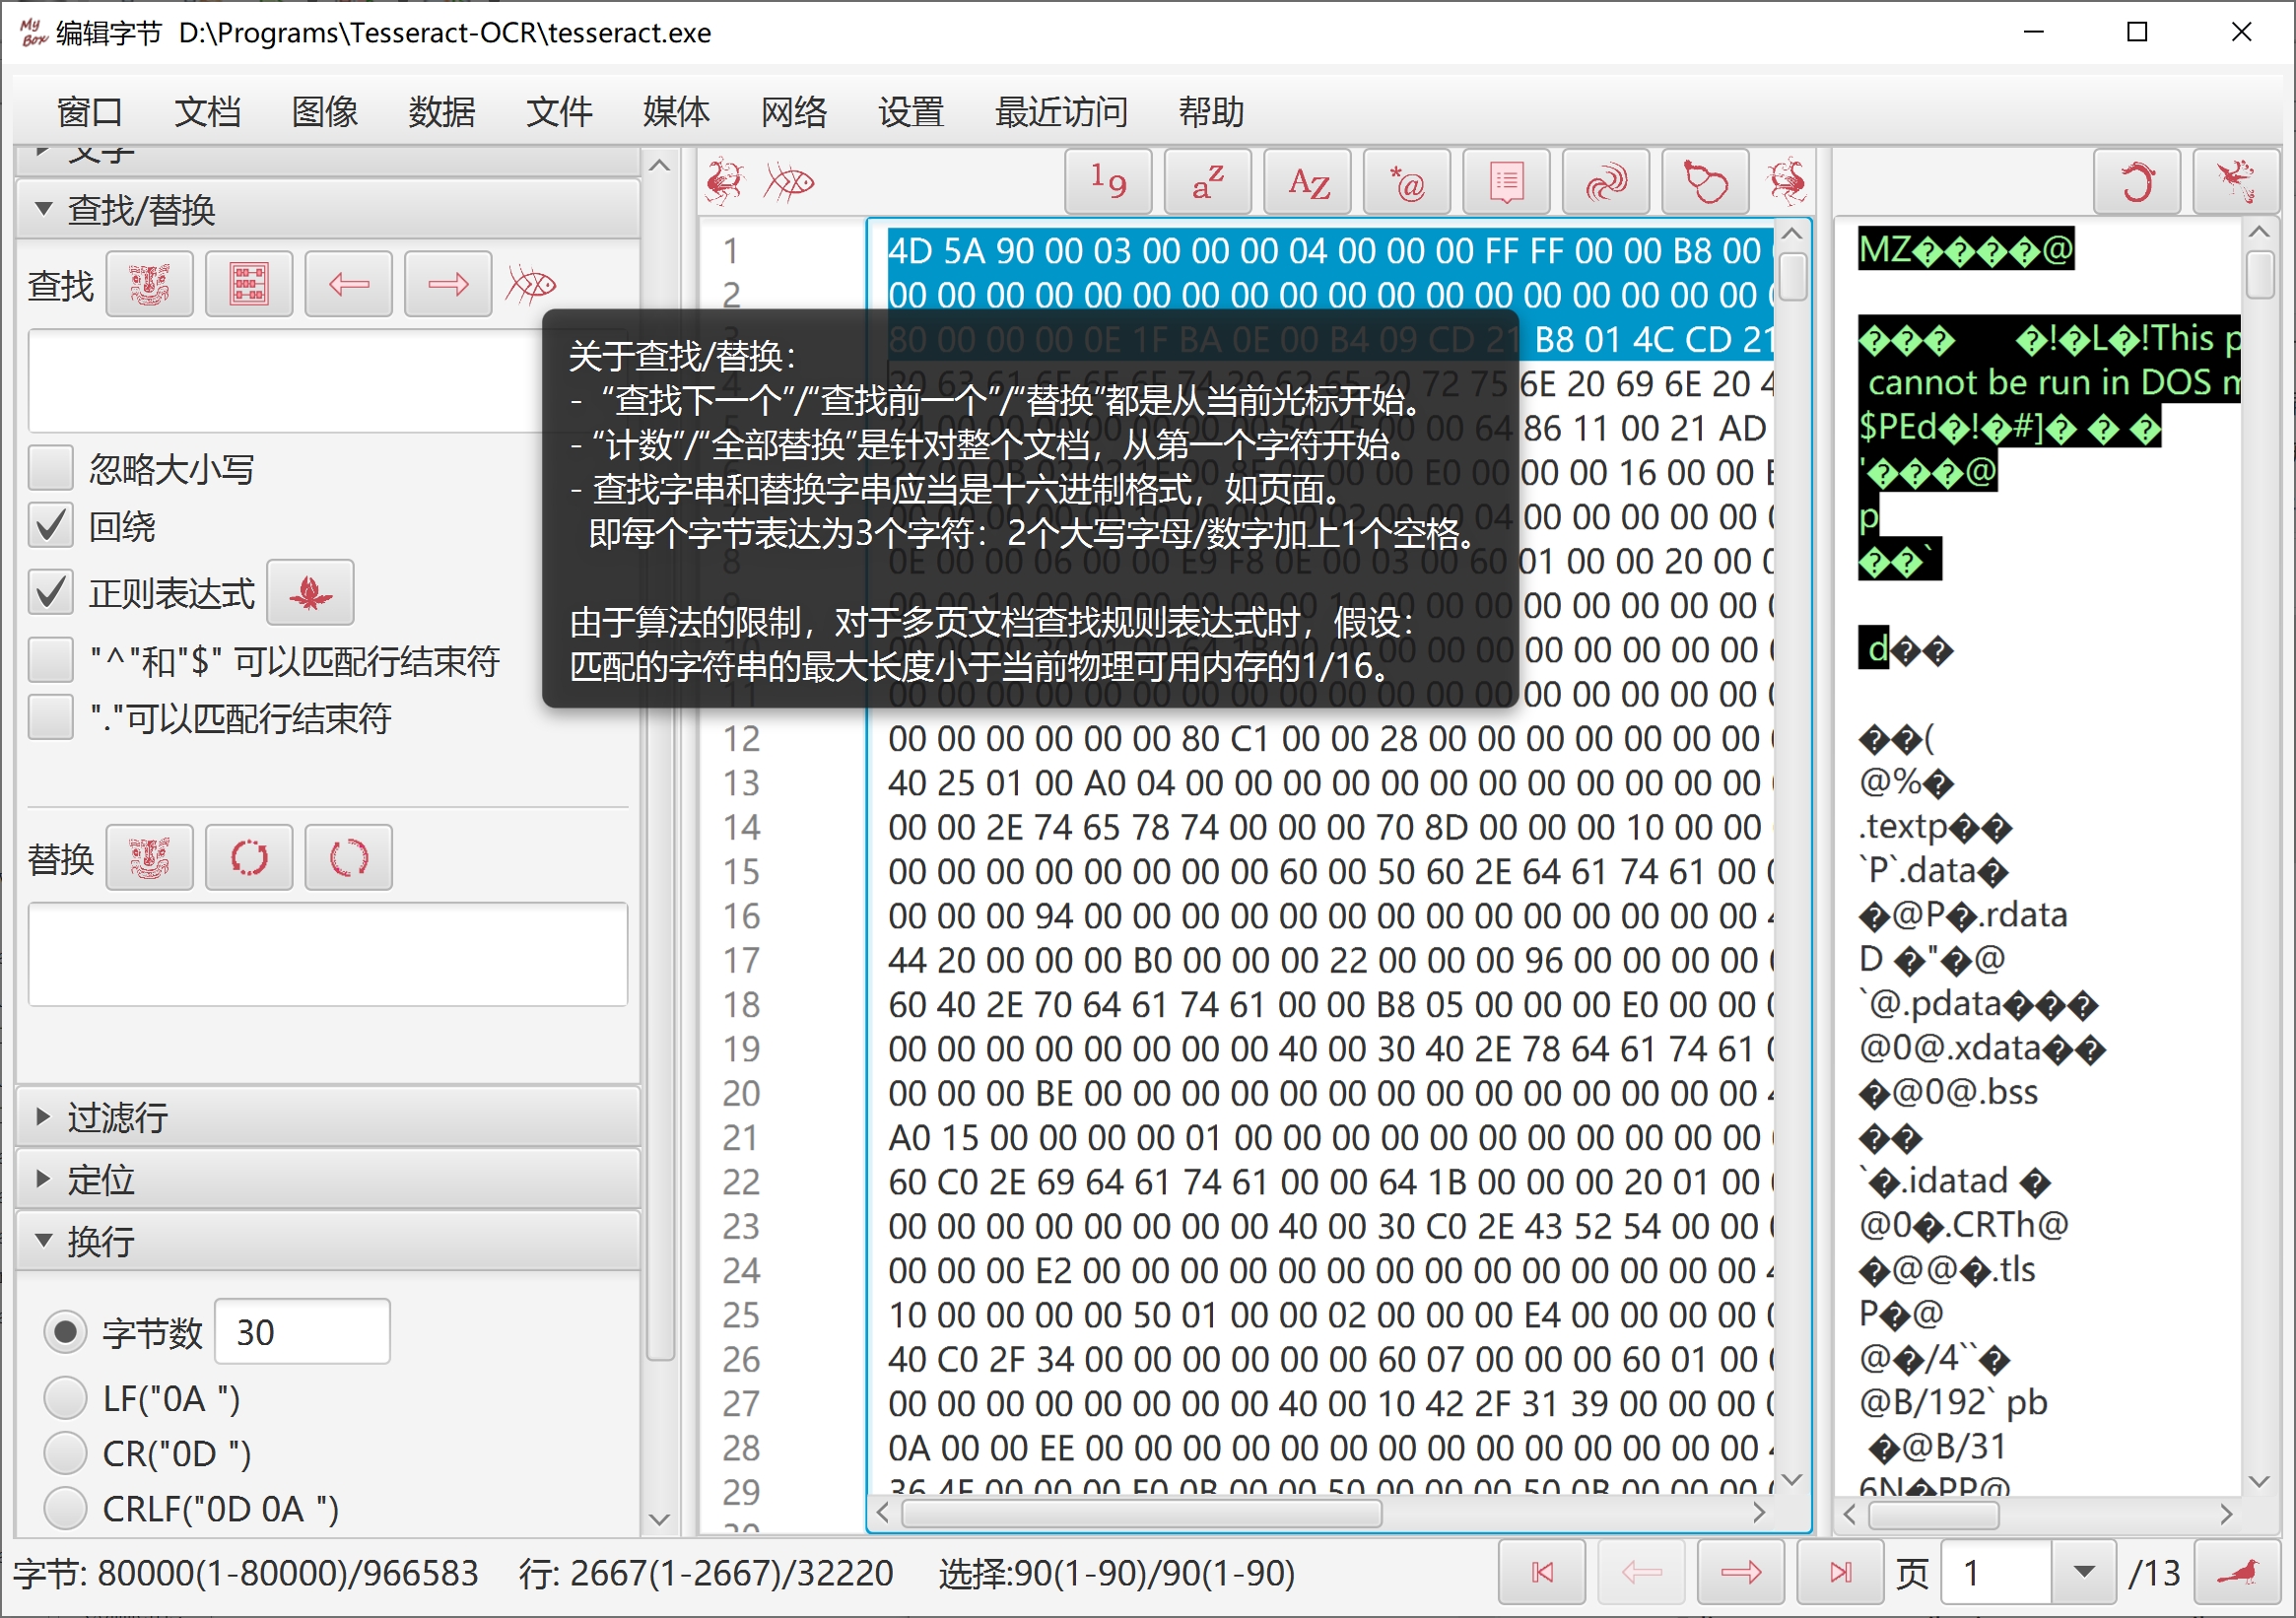 My Box 编辑字节 D:\Programs\Tesseract-OCR\tesseract.exe
窗口 文档 图像 数据 文件 媒体 网络 设置 最近访问 帮助
文字
查找/替换
查找
忽略大小写
回绕
正则表达式
"^"和"$" 可以匹配行结束符
"."可以匹配行结束符
替换
过滤行
定位
换行
字节数 30
LF("0A ")
CR("0D ")
CRLF("0D 0A ")
关于查找/替换：
- “查找下一个”/“查找前一个”/“替换”都是从当前光标开始。
- “计数”/“全部替换”是针对整个文档，从第一个字符开始。
- 查找字串和替换字串应当是十六进制格式，如页面。
即每个字节表达为3个字符：2个大写字母/数字加上1个空格。
由于算法的限制，对于多页文档查找规则表达式时，假设：
匹配的字符串的最大长度小于当前物理可用内存的1/16。
19 az AZ *@
1 4D 5A 90 00 03 00 00 00 04 00 00 00 FF FF 00 00 B8 00
2 00 00 00 00 00 00 00 00 00 00 00 00 00 00 00 00 00 00
80 00 00 00 0E 1F BA 0E 00 B4 09 CD 21 B8 01 4C CD 21
6E 20 69 6E 20
86 11 00 21 AD
00 00 16 00 00
00 00 00 00 00
8 0E 00 00 06 00 00 E9 F8 0E 00 03 00 60 01 00 00 20 00
00 00 00 00 00
00 00 00 00 00
11 00 00 00 00 00 00 00 00 00 00 00 00 00 00 00 00 00 00
12 00 00 00 00 00 00 80 C1 00 00 28 00 00 00 00 00 00 00
13 40 25 01 00 A0 04 00 00 00 00 00 00 00 00 00 00 00 00
14 00 00 2E 74 65 78 74 00 00 00 70 8D 00 00 00 10 00 00
15 00 00 00 00 00 00 00 00 60 00 50 60 2E 64 61 74 61 00
16 00 00 00 94 00 00 00 00 00 00 00 00 00 00 00 00 00 00
17 44 20 00 00 00 B0 00 00 00 22 00 00 00 96 00 00 00 00
18 60 40 2E 70 64 61 74 61 00 00 B8 05 00 00 00 E0 00 00
19 00 00 00 00 00 00 00 00 40 00 30 40 2E 78 64 61 74 61
20 00 00 00 BE 00 00 00 00 00 00 00 00 00 00 00 00 00 00
21 A0 15 00 00 00 00 01 00 00 00 00 00 00 00 00 00 00 00
22 60 C0 2E 69 64 61 74 61 00 00 64 1B 00 00 00 20 01 00
23 00 00 00 00 00 00 00 00 40 00 30 C0 2E 43 52 54 00 00
24 00 00 00 E2 00 00 00 00 00 00 00 00 00 00 00 00 00 00
25 10 00 00 00 00 50 01 00 00 02 00 00 00 E4 00 00 00 00
26 40 C0 2F 34 00 00 00 00 00 00 60 07 00 00 00 60 01 00
27 00 00 00 00 00 00 00 00 40 00 10 42 2F 31 39 00 00 00
28 0A 00 00 EE 00 00 00 00 00 00 00 00 00 00 00 00 00 00
29 36 4E 00 00 00 F0 0B 00 00 50 00 00 00 50 0B 00 00 00
MZ����@
��� �!�L�!This p
cannot be run in DOS m
$PEd�!�#]� � �
'���@
p
��`
d��
��(
@%�
.textp��
`P`.data�
�@P�.rdata
D �"�@
`@.pdata���
@0@.xdata��
�@0@.bss
��
`�.idatad �
@0�.CRTh@
�@@�.tls
P�@
@�/4``�
@B/192` pb
�@B/31
6N�PP@
字节: 80000(1-80000)/966583 行: 2667(1-2667)/32220 选择:90(1-90)/90(1-90) 页 1 /13